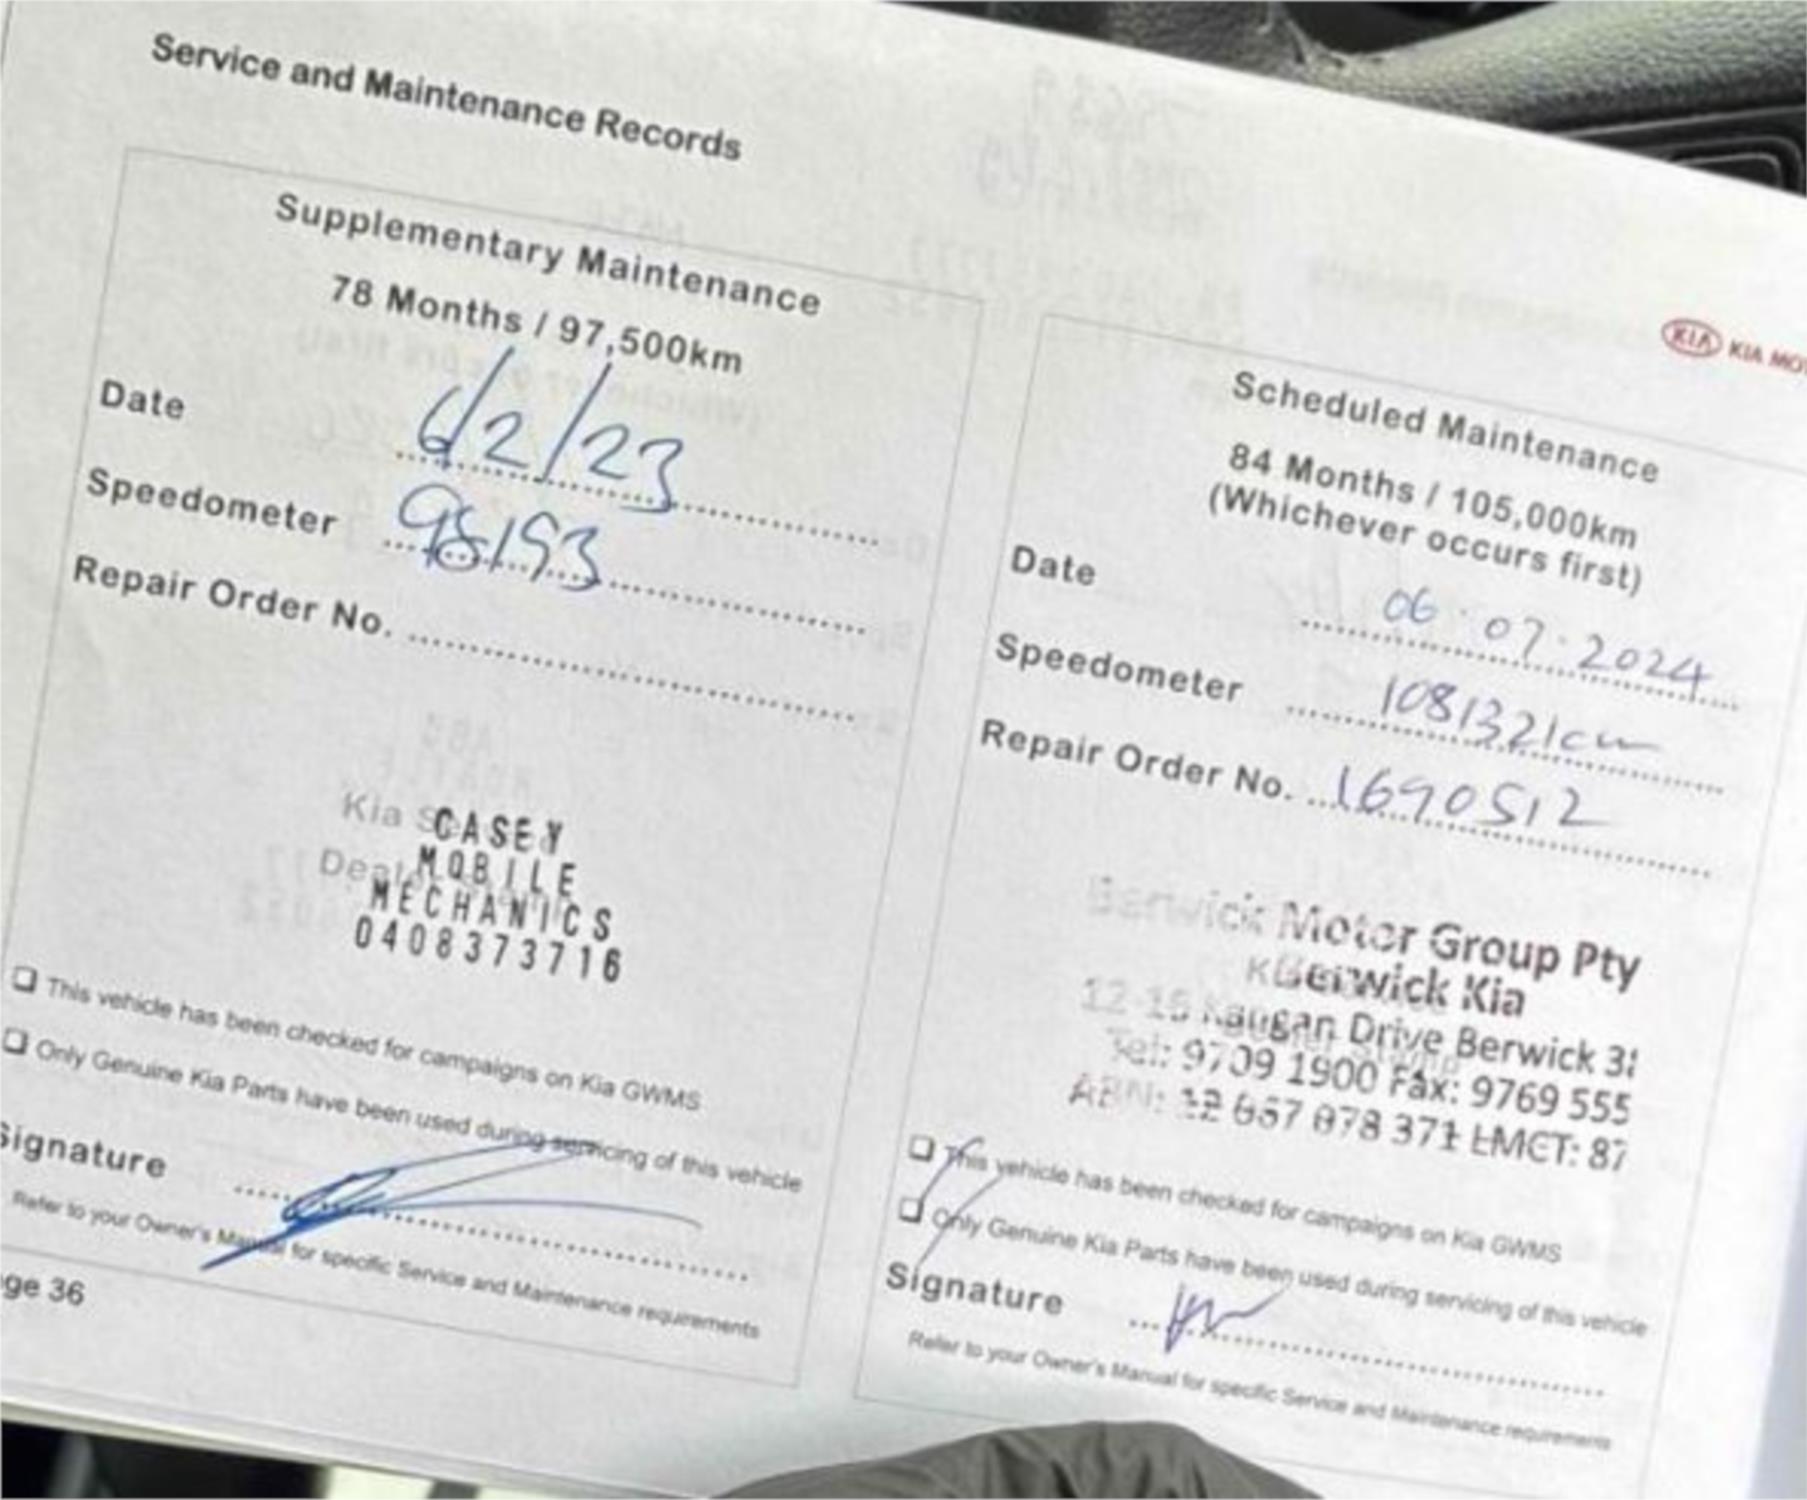 Service and Maintenance Records
Supplementary Maintenance
78 Months / 97,500km
Date 6/2/23
Speedometer 98193
Repair Order No.
Kia
CASEY
MOBILE
MECHANICS
0408373716
❏ This vehicle has been checked for campaigns on Kia GWMS
❏ Only Genuine Kia Parts have been used during servicing of this vehicle
Signature
Refer to your Owner's Manual for specific Service and Maintenance requirements
ge 36
KIA KIA MOT
Scheduled Maintenance
84 Months / 105,000km
(Whichever occurs first)
Date 06.07.2024
Speedometer 108132km
Repair Order No. 1690512
Berwick Motor Group Pty
Berwick Kia
Drive Berwick
Tel: 9709 1900 Fax: 9769 555
ABN: 371 LMCT: 87
❏ This vehicle has been checked for campaigns on Kia GWMS
❏ Only Genuine Kia Parts have been used during servicing of this vehicle
Signature
Refer to your Owner's Manual for specific Service and Maintenance requirements